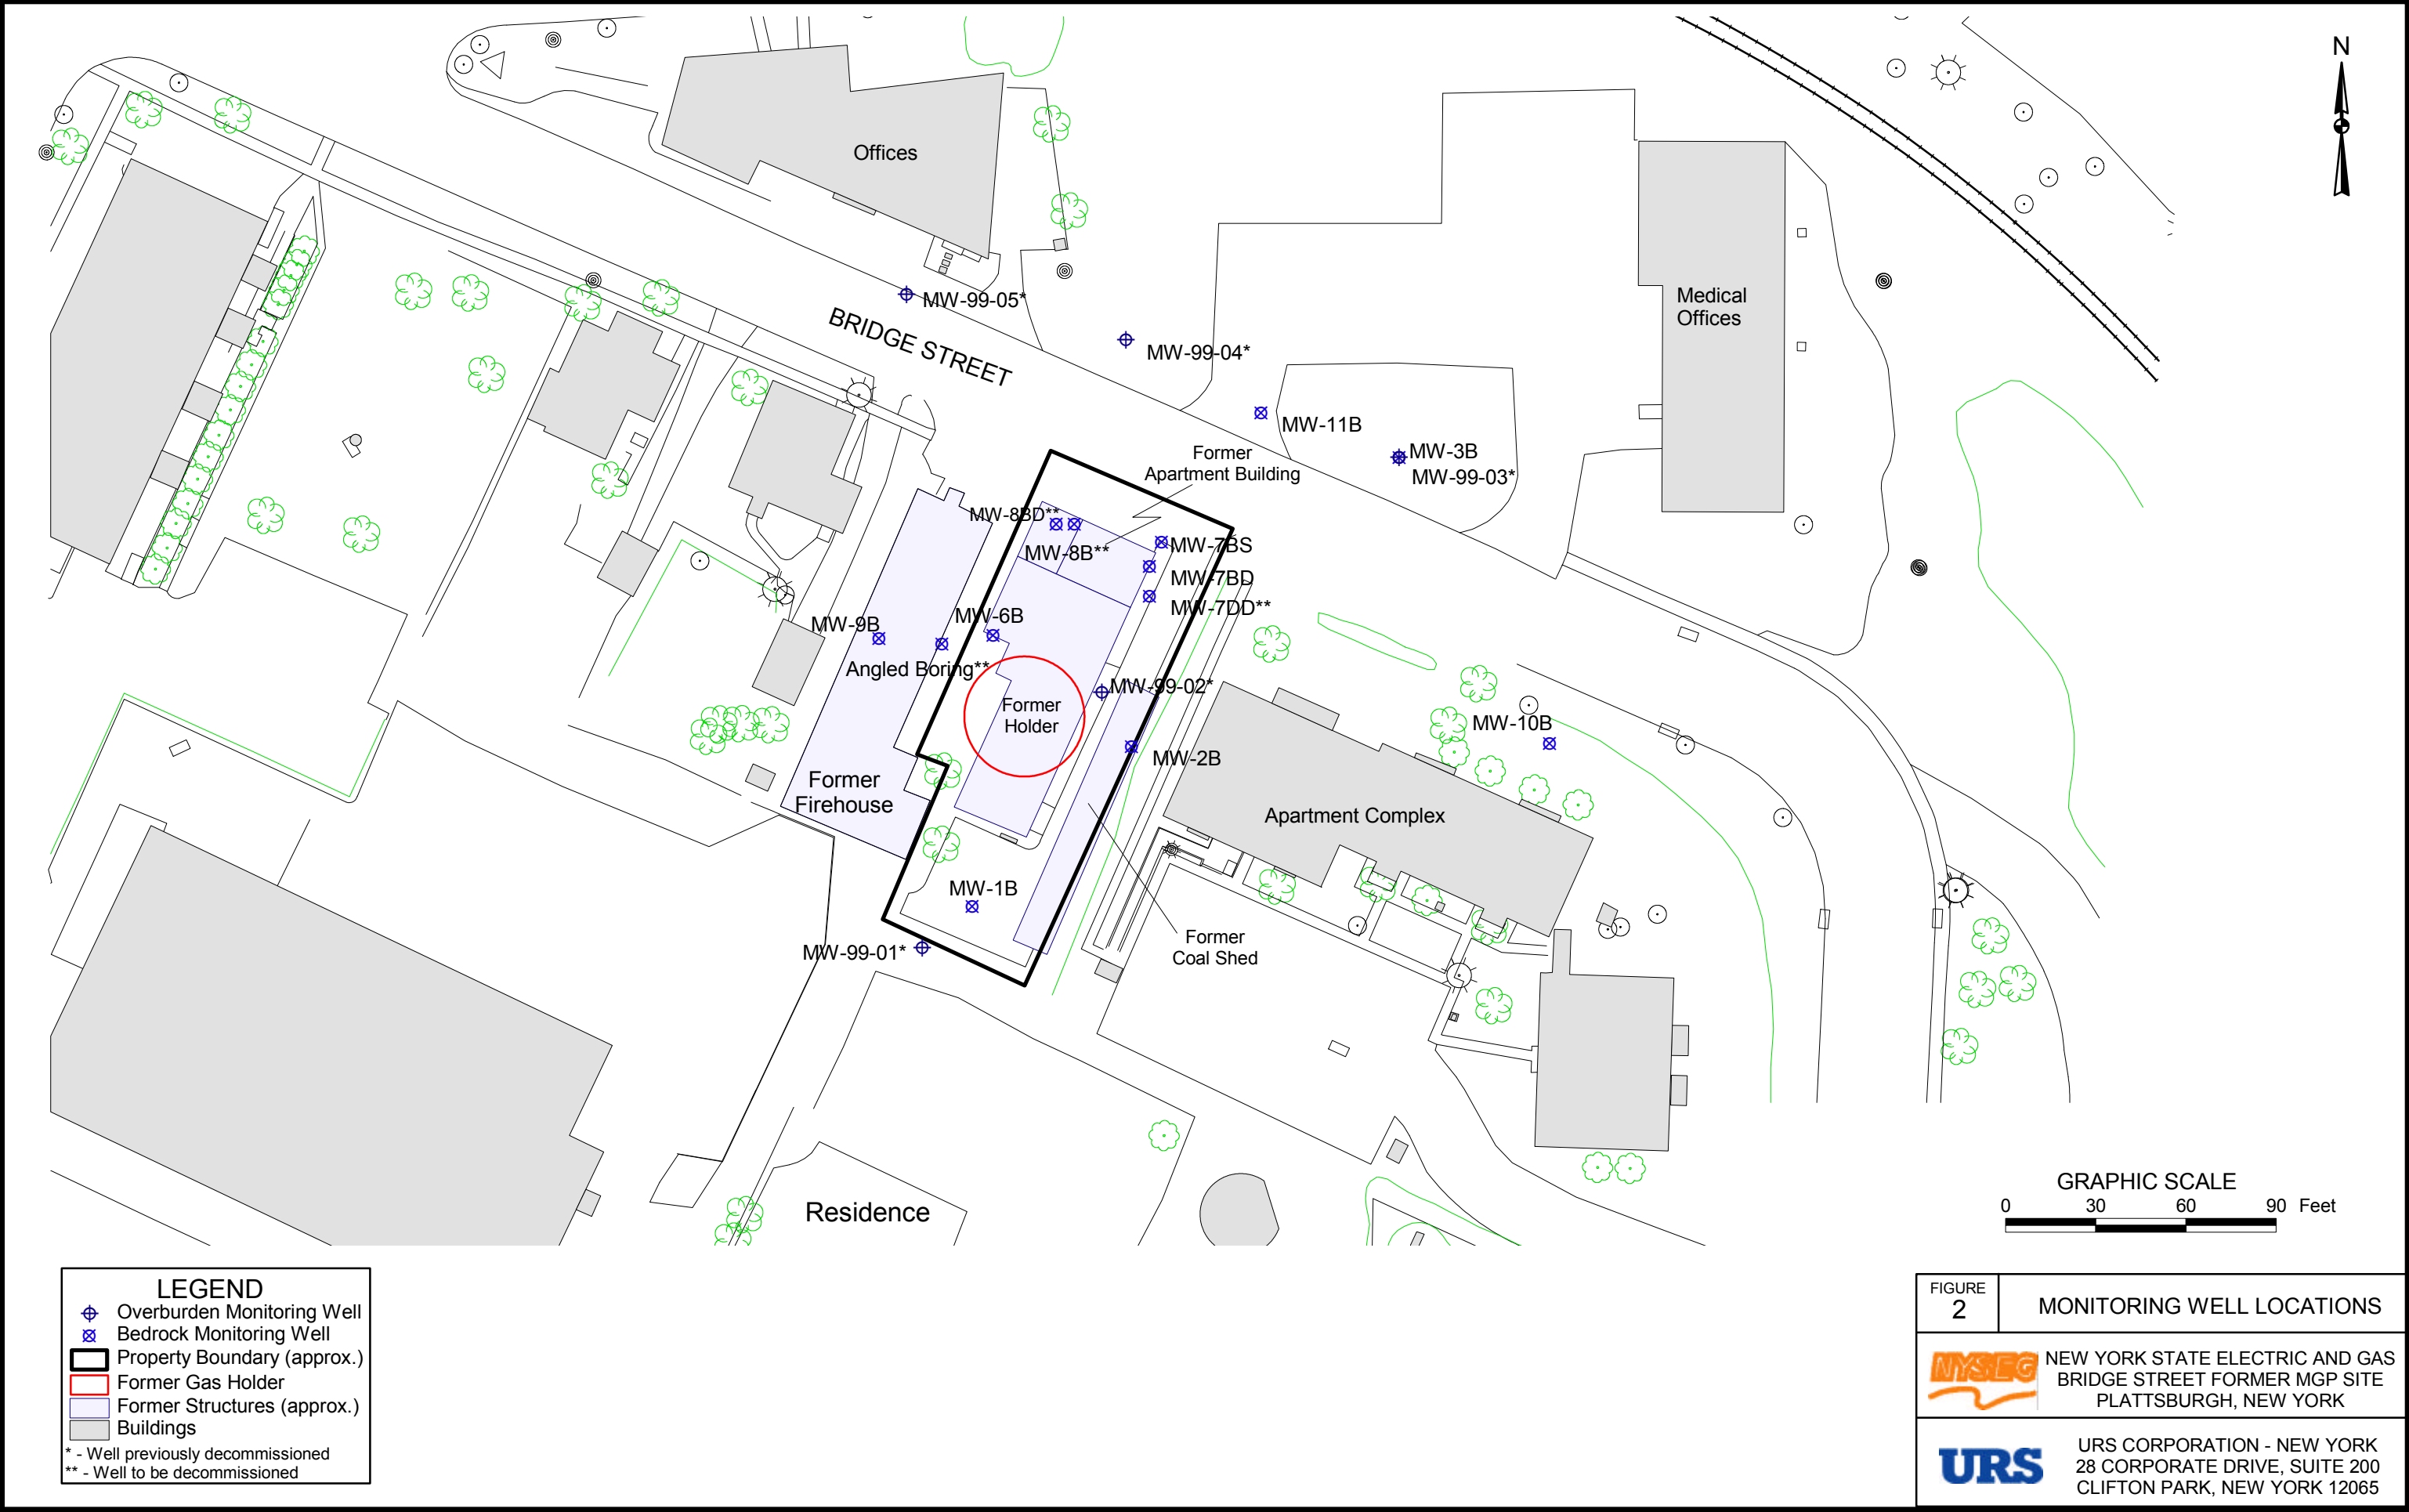 N
Offices
Medical
Offices
MW-99-05*
BRIDGE STREET
MW-99-04*
MW-11B
MW-3B
MW-99-03*
Former
Apartment Building
MW-8BD**
MW-8B**
MW-7BS
MW-7BD
MW-7DD**
MW-9B
MW-6B
Angled Boring**
MW-99-02*
Former
Holder
MW-10B
MW-2B
Former
Firehouse
Apartment Complex
MW-1B
MW-99-01*
Former
Coal Shed
Residence
GRAPHIC SCALE
0 30 60 90 Feet
LEGEND
Overburden Monitoring Well
Bedrock Monitoring Well
Property Boundary (approx.)
Former Gas Holder
Former Structures (approx.)
Buildings
* - Well previously decommissioned
** - Well to be decommissioned
FIGURE
2
MONITORING WELL LOCATIONS
NYSEG
NEW YORK STATE ELECTRIC AND GAS
BRIDGE STREET FORMER MGP SITE
PLATTSBURGH, NEW YORK
URS
URS CORPORATION - NEW YORK
28 CORPORATE DRIVE, SUITE 200
CLIFTON PARK, NEW YORK 12065